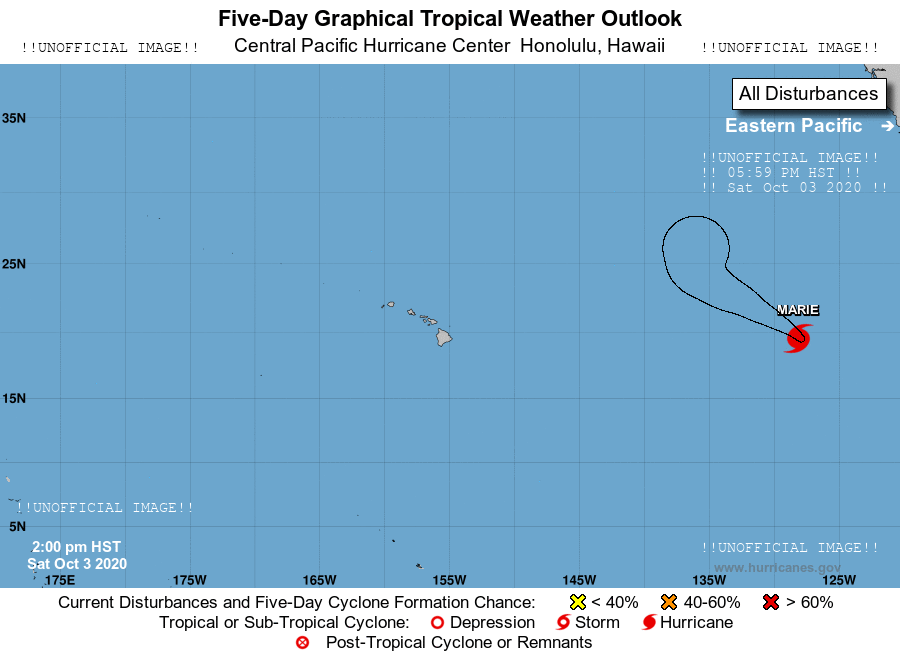 Five-Day Graphical Tropical Weather Outlook
!!UNOFFICIAL IMAGE!! Central Pacific Hurricane Center Honolulu, Hawaii !!UNOFFICIAL IMAGE!!
All Disturbances
35N
Eastern Pacific →
!!UNOFFICIAL IMAGE!!
!! 05:59 PM HST !!
!! Sat Oct 03 2020 !!
25N
MARIE
15N
!!UNOFFICIAL IMAGE!!
5N
2:00 pm HST
!!UNOFFICIAL IMAGE!!
Sat Oct 3 2020
www.hurricanes.gov
175E 175W 165W 155W 145W 135W 125W
Current Disturbances and Five-Day Cyclone Formation Chance: < 40% 40-60% > 60%
Tropical or Sub-Tropical Cyclone: Depression Storm Hurricane
Post-Tropical Cyclone or Remnants